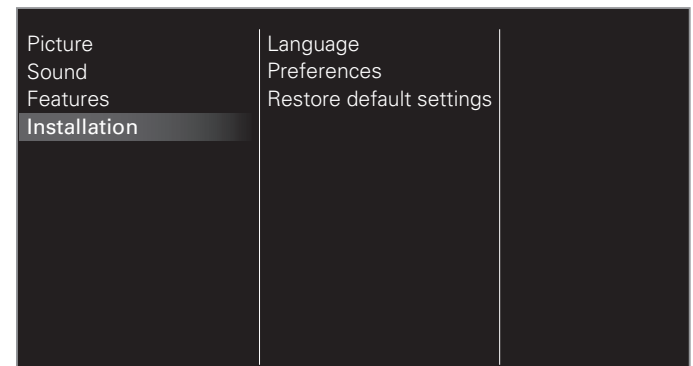 Picture
Sound
Features
Installation
Language
Preferences
Restore default settings